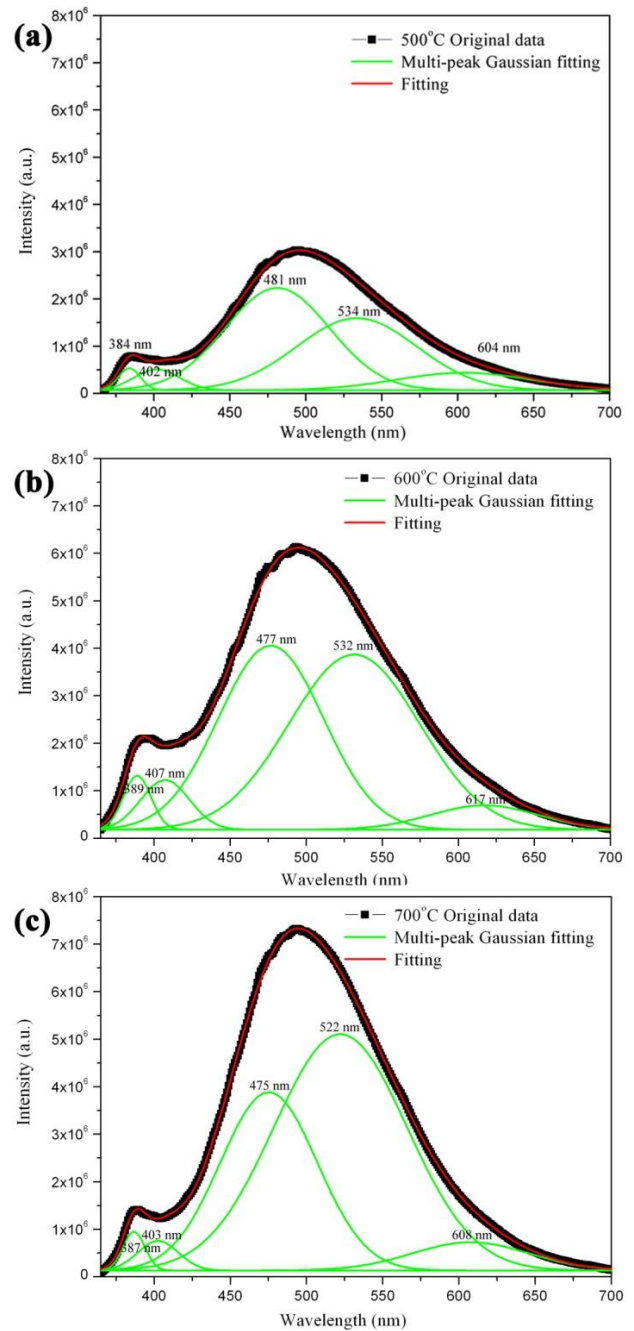 (a)
8x10⁶
7x10⁶
6x10⁶
5x10⁶
4x10⁶
3x10⁶
2x10⁶
1x10⁶
0
Intensity (a.u.)
500°C Original data
Multi-peak Gaussian fitting
Fitting
384 nm
402 nm
481 nm
534 nm
604 nm
400 450 500 550 600 650 700
Wavelength (nm)
(b)
8x10⁶
7x10⁶
6x10⁶
5x10⁶
4x10⁶
3x10⁶
2x10⁶
1x10⁶
0
Intensity (a.u.)
600°C Original data
Multi-peak Gaussian fitting
Fitting
389 nm
407 nm
477 nm
532 nm
617 nm
400 450 500 550 600 650 700
Wavelength (nm)
(c)
8x10⁶
7x10⁶
6x10⁶
5x10⁶
4x10⁶
3x10⁶
2x10⁶
1x10⁶
0
Intensity (a.u.)
700°C Original data
Multi-peak Gaussian fitting
Fitting
387 nm
403 nm
475 nm
522 nm
608 nm
400 450 500 550 600 650 700
Wavelength (nm)